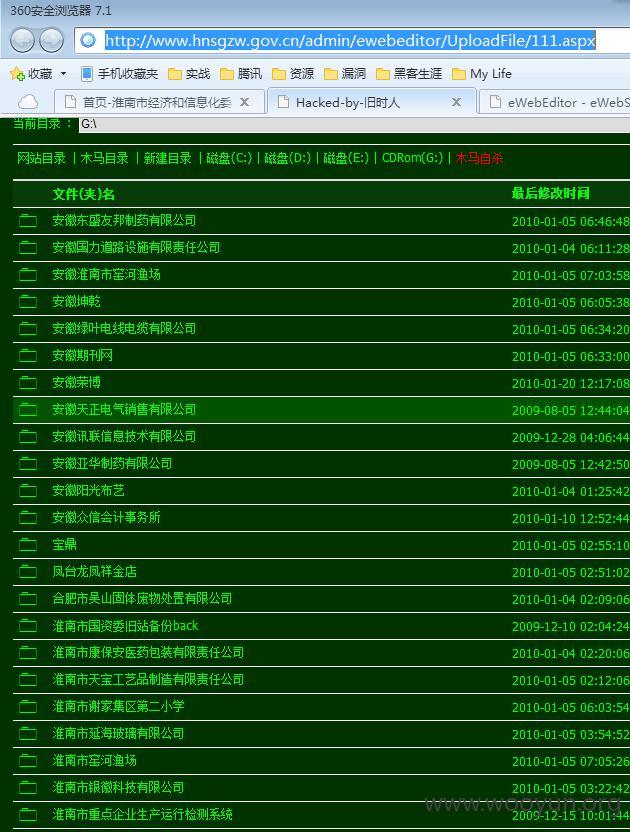 360安全浏览器 7.1
http://www.hnsgzw.gov.cn/admin/ewebeditor/UploadFile/111.aspx
收藏 手机收藏夹 实战 腾讯 资源 漏洞 黑客生涯 My Life
首页-淮南市经济和信息化委 Hacked-by-旧时人 eWebEditor - eWebS
当前目录 : G:\
网站目录 | 木马目录 | 新建目录 | 磁盘(C:) | 磁盘(D:) | 磁盘(E:) | CDRom(G:) | 木马自杀
文件(夹)名 最后修改时间
安徽东盛友邦制药有限公司 2010-01-05 06:46:48
安徽国力道路设施有限责任公司 2010-01-04 06:11:28
安徽淮南市窑河渔场 2010-01-05 07:03:58
安徽坤乾 2010-01-05 06:05:38
安徽绿叶电线电缆有限公司 2010-01-05 06:34:20
安徽期刊网 2010-01-05 06:33:00
安徽荣博 2010-01-20 12:17:08
安徽天正电气销售有限公司 2009-08-05 12:44:04
安徽讯联信息技术有限公司 2009-12-28 04:06:44
安徽亚华制药有限公司 2009-08-05 12:42:50
安徽阳光布艺 2010-01-04 01:25:42
安徽众信会计事务所 2010-01-10 12:52:44
宝鼎 2010-01-05 02:55:10
凤台龙凤祥金店 2010-01-05 02:51:02
合肥市吴山固体废物处置有限公司 2010-01-04 02:09:06
淮南市国资委旧站备份back 2009-12-10 02:04:24
淮南市康保安医药包装有限责任公司 2010-01-04 02:20:06
淮南市天宝工艺品制造有限责任公司 2010-01-05 02:12:06
淮南市谢家集区第二小学 2010-01-05 06:03:54
淮南市延海玻璃有限公司 2010-01-05 03:54:52
淮南市窑河渔场 2010-01-05 07:05:26
淮南市银徽科技有限公司 2010-01-05 03:22:42
淮南市重点企业生产运行检测系统 2009-12-15 10:01:44
www.wooyun.org